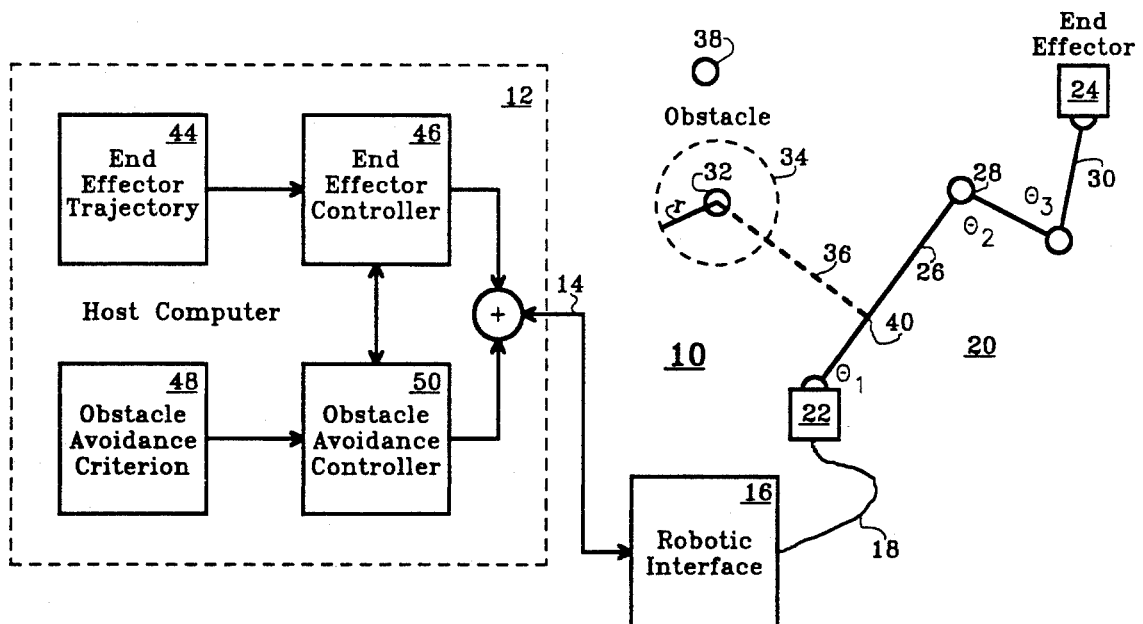 12
44
End
Effector
Trajectory
46
End
Effector
Controller
Host Computer
+
14
48
Obstacle
Avoidance
Criterion
50
Obstacle
Avoidance
Controller
38
Obstacle
32
34
r
36
End
Effector
24
28
30
Θ3
Θ2
26
40
10
20
Θ1
22
16
Robotic
Interface
18